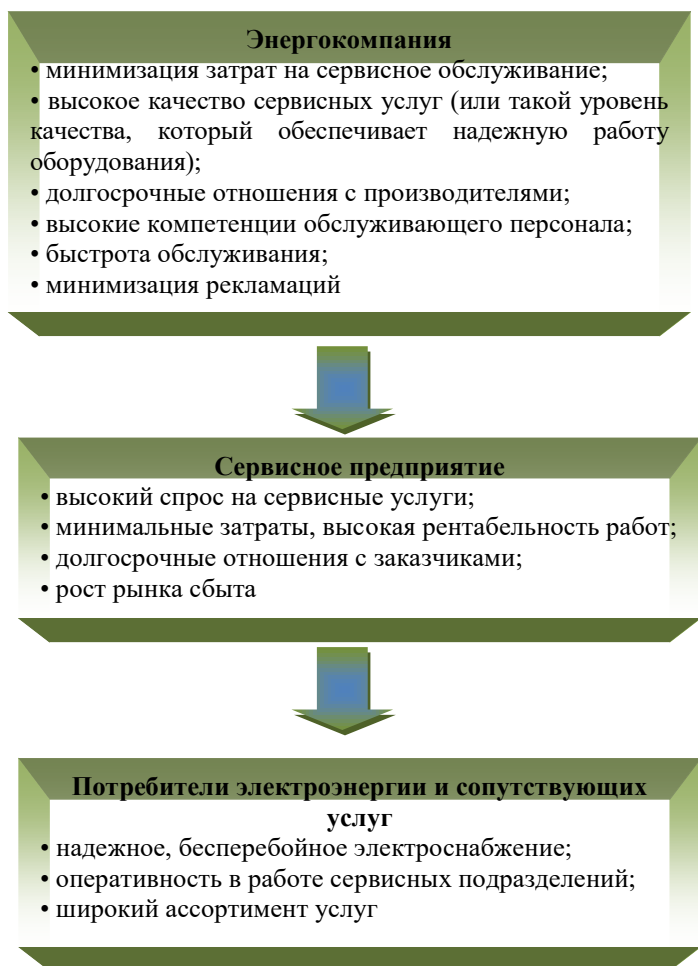 Энергокомпания
• минимизация затрат на сервисное обслуживание;
• высокое качество сервисных услуг (или такой уровень
качества, который обеспечивает надежную работу
оборудования);
• долгосрочные отношения с производителями;
• высокие компетенции обслуживающего персонала;
• быстрота обслуживания;
• минимизация рекламаций
Сервисное предприятие
• высокий спрос на сервисные услуги;
• минимальные затраты, высокая рентабельность работ;
• долгосрочные отношения с заказчиками;
• рост рынка сбыта
Потребители электроэнергии и сопутствующих
услуг
• надежное, бесперебойное электроснабжение;
• оперативность в работе сервисных подразделений;
• широкий ассортимент услуг